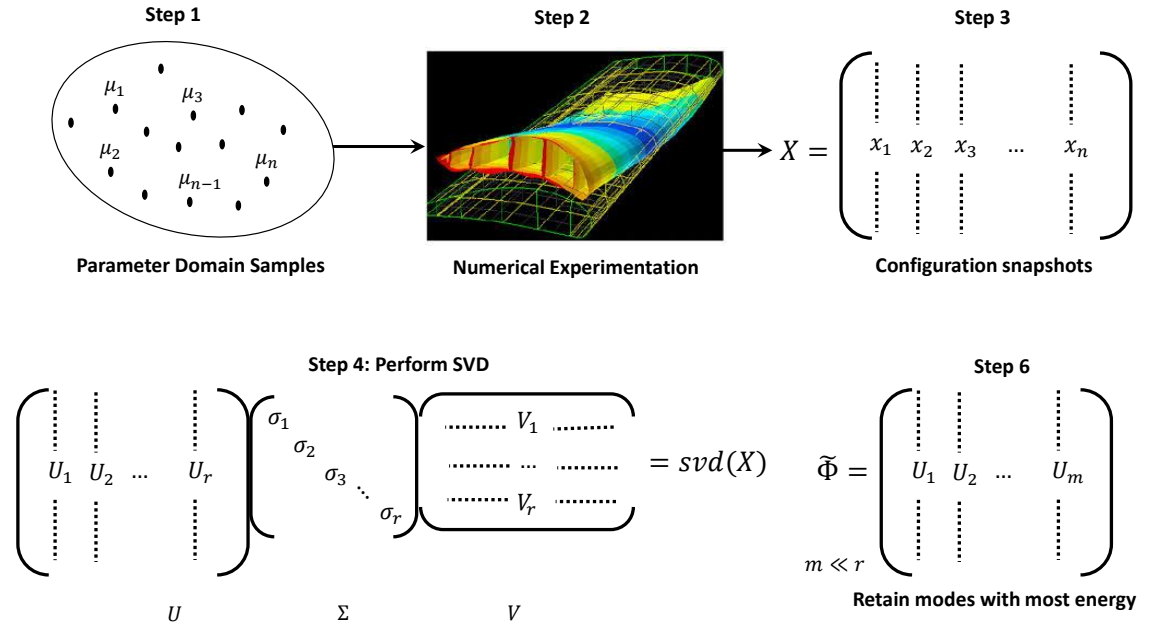 Step 1
Step 2
Step 3
μ₁
μ₃
μ₂
μₙ
μₙ₋₁
X =
x₁ x₂ x₃ ... xₙ
Parameter Domain Samples
Numerical Experimentation
Configuration snapshots
Step 4: Perform SVD
Step 6
U₁ U₂ ... Uᵣ
σ₁
σ₂
σ₃
⋱
σᵣ
V₁
...
Vᵣ
= svd(X)
Φ̃ =
U₁ U₂ ... Uₘ
m ≪ r
Retain modes with most energy
U
Σ
V